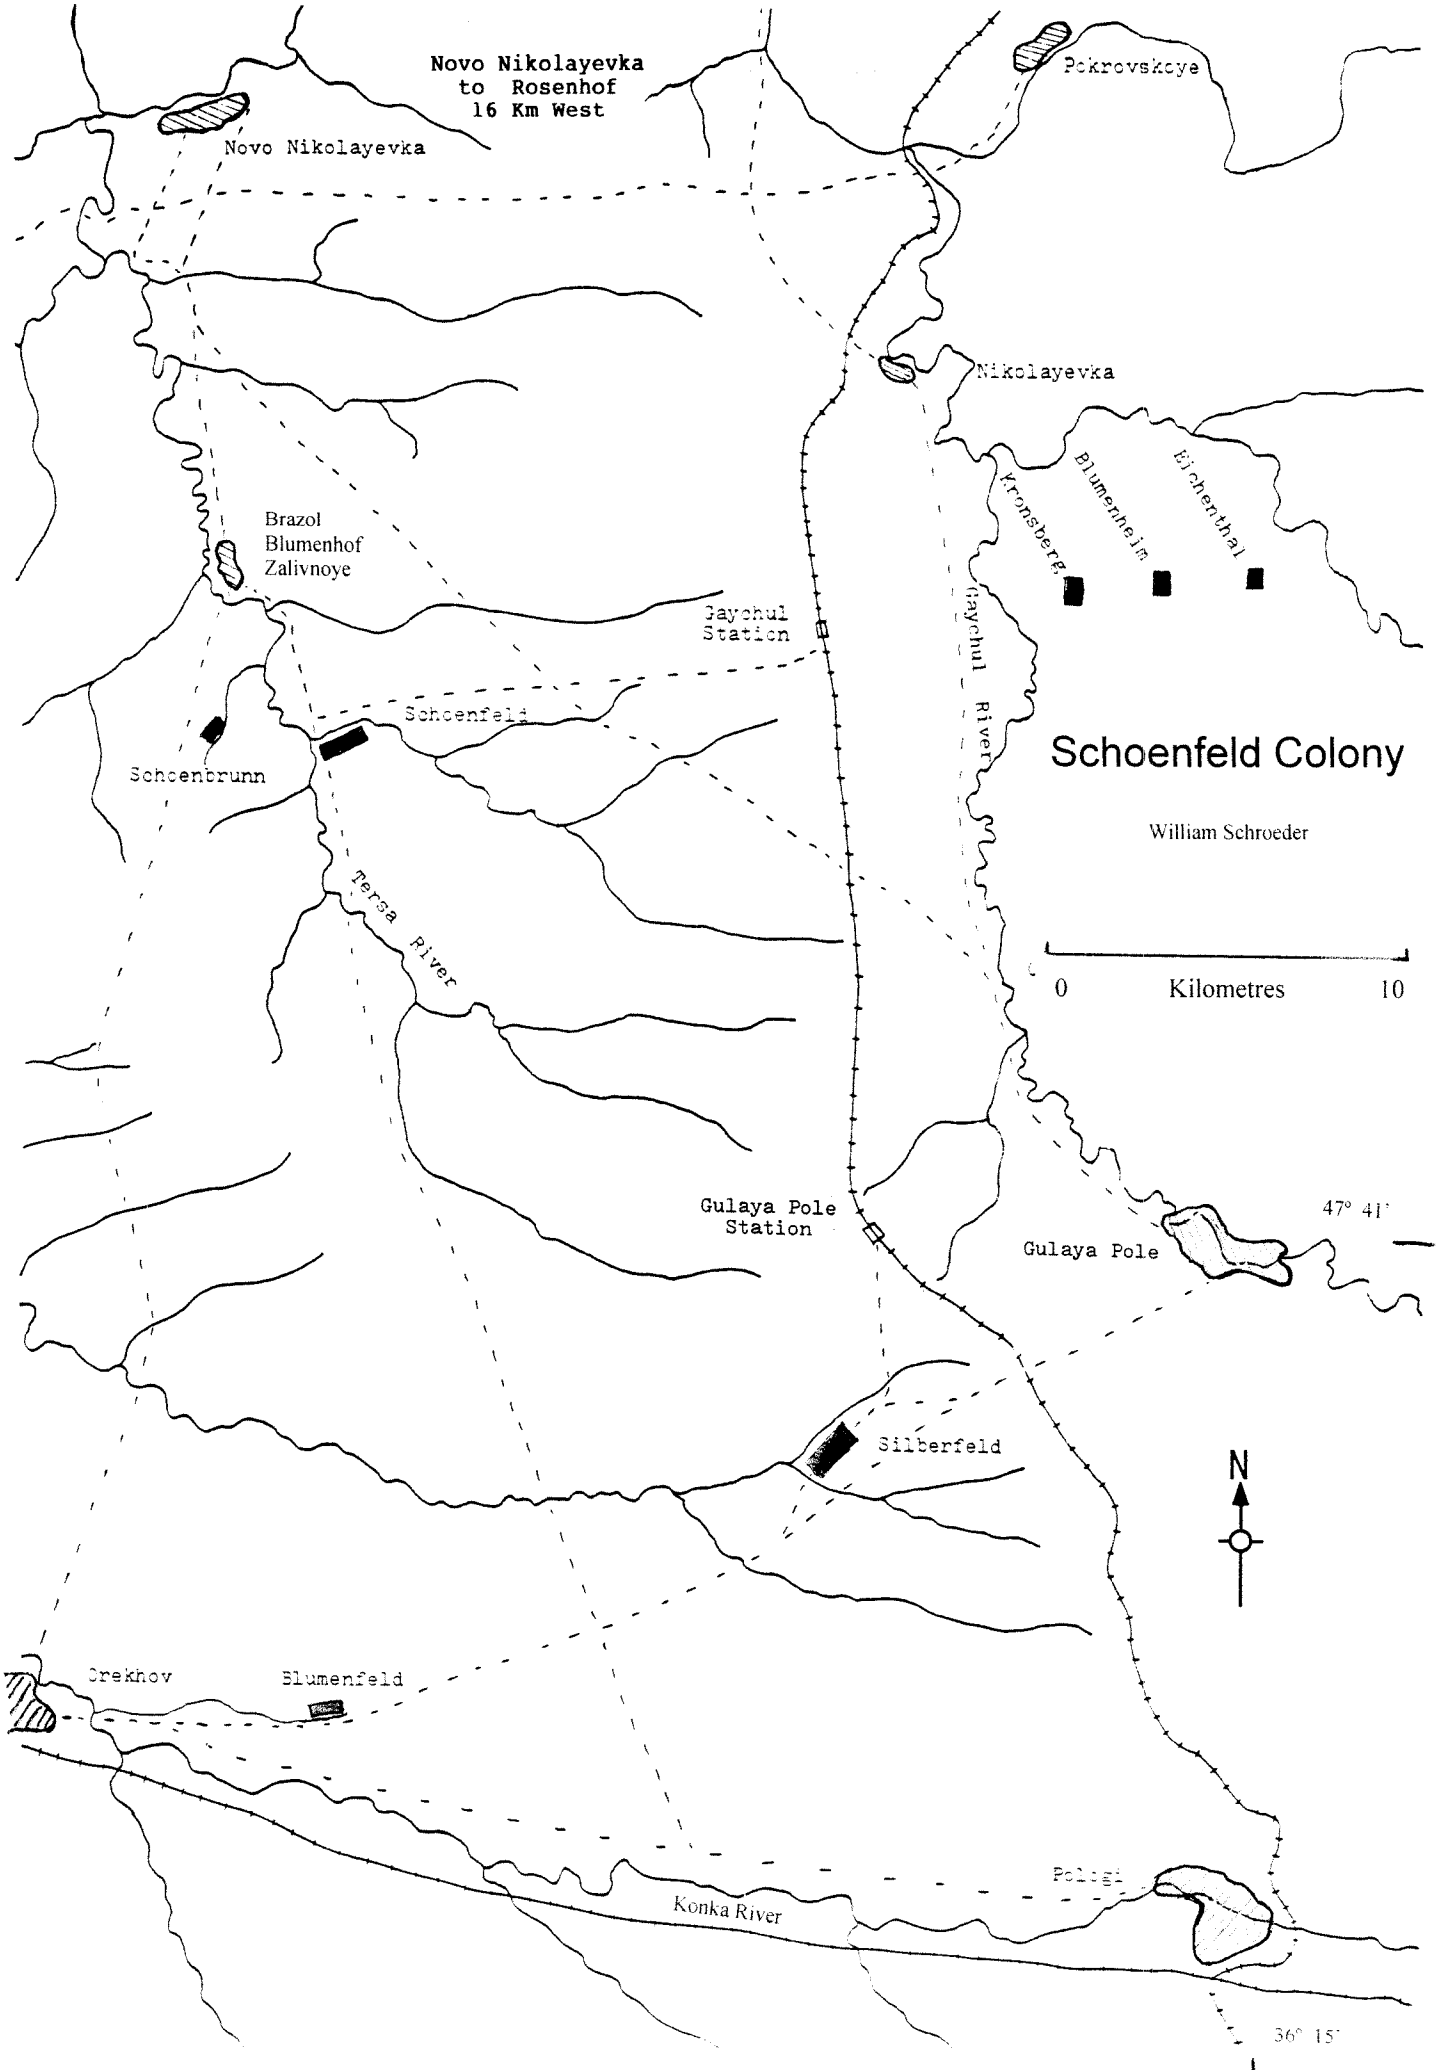 Novo Nikolayevka
to Rosenhof
16 Km West
Pokrovskoye
Novo Nikolayevka
Nikolayevka
Kronsberg
Blumenheim
Eichenthal
Brazol
Blumenhof
Zalivnoye
Gaychul
Station
Gaychul River
Schoenfeld
Schoenbrunn
Schoenfeld Colony
William Schroeder
Tersa River
0 Kilometres 10
Gulaya Pole
Station
47° 41'
Gulaya Pole
Silberfeld
N
Orekhov
Blumenfeld
Pologi
Konka River
36° 15'